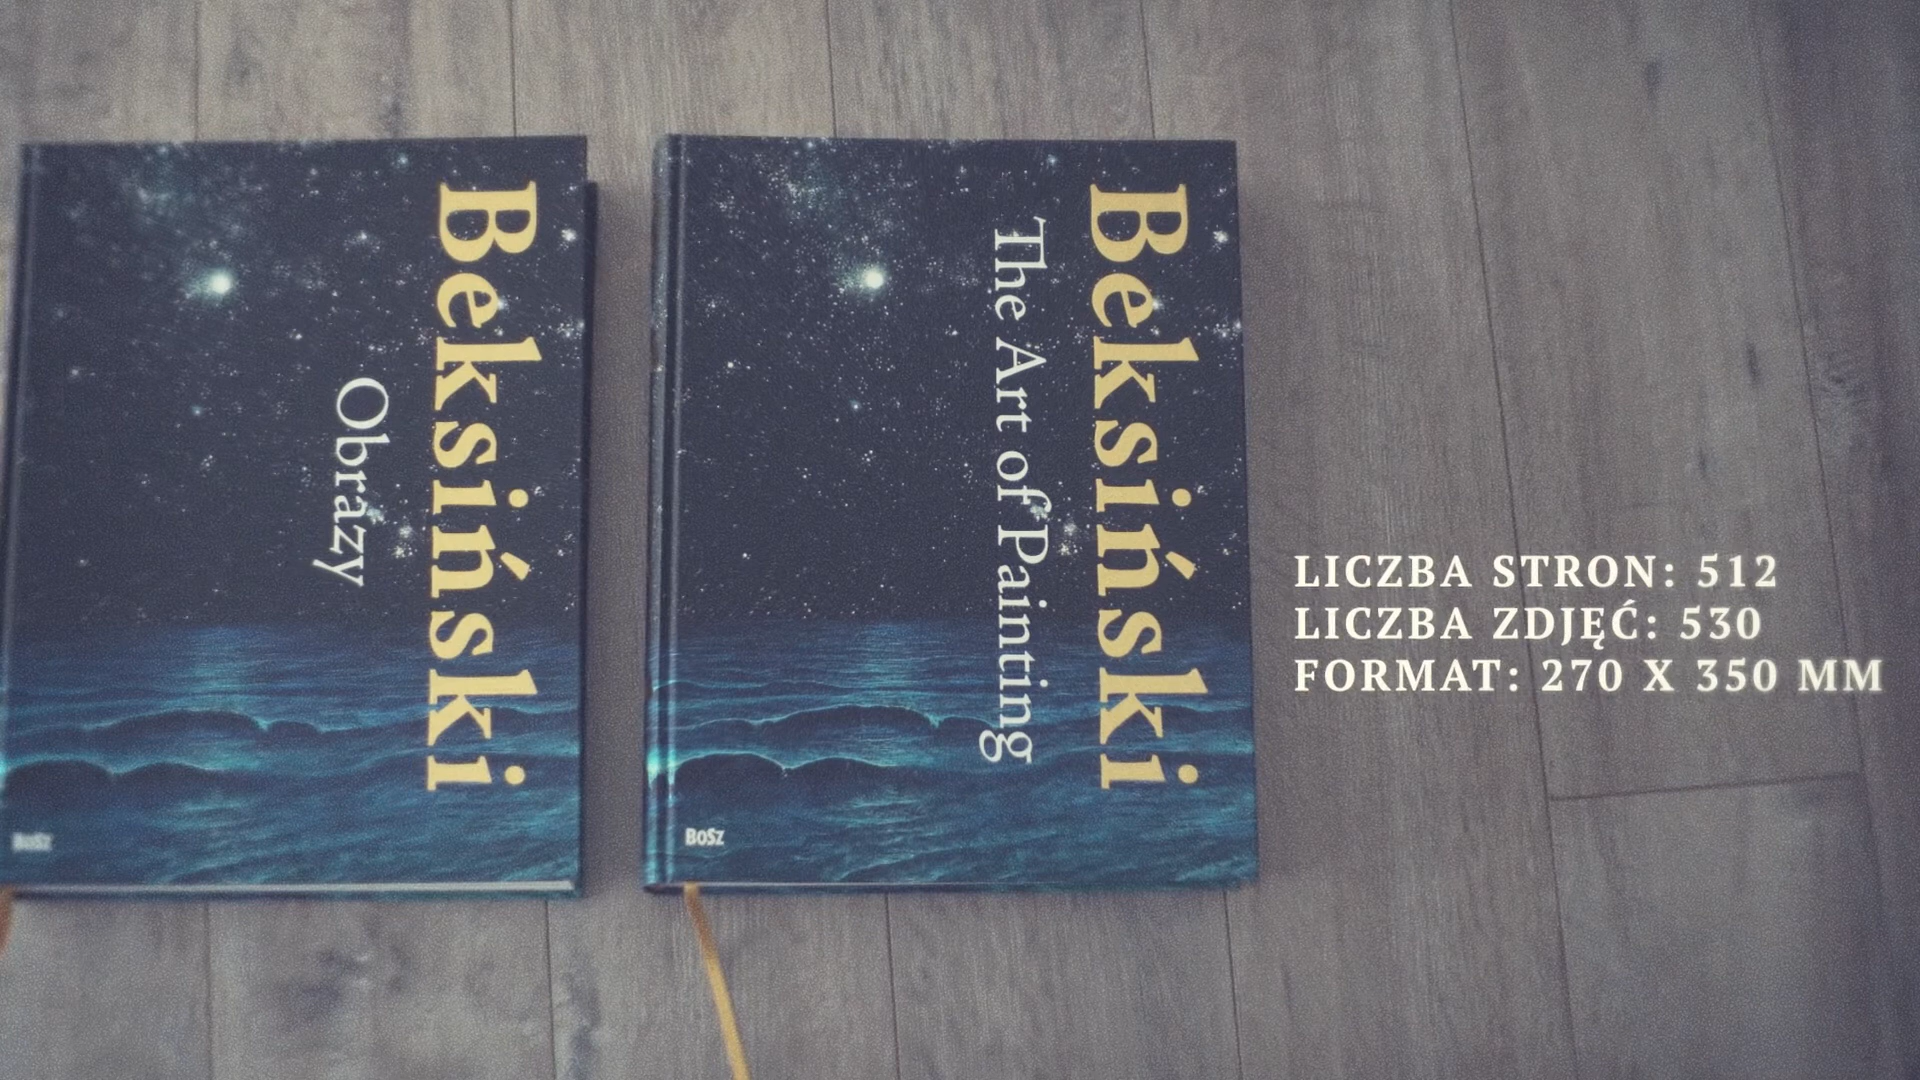 Beksiński
Obrazy
BoSz
Beksiński
The Art of Painting
BoSz
LICZBA STRON: 512
LICZBA ZDJĘĆ: 530
FORMAT: 270 X 350 MM